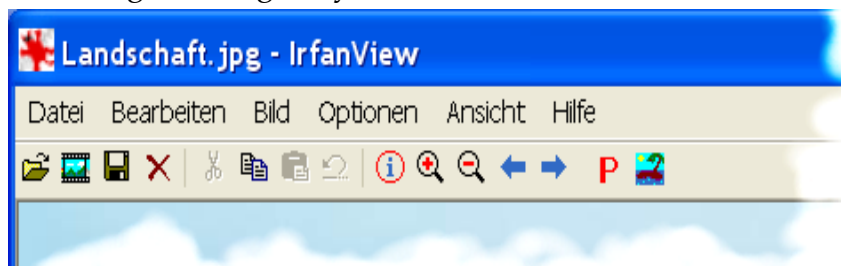 Landschaft.jpg - IrfanView
Datei Bearbeiten Bild Optionen Ansicht Hilfe
P